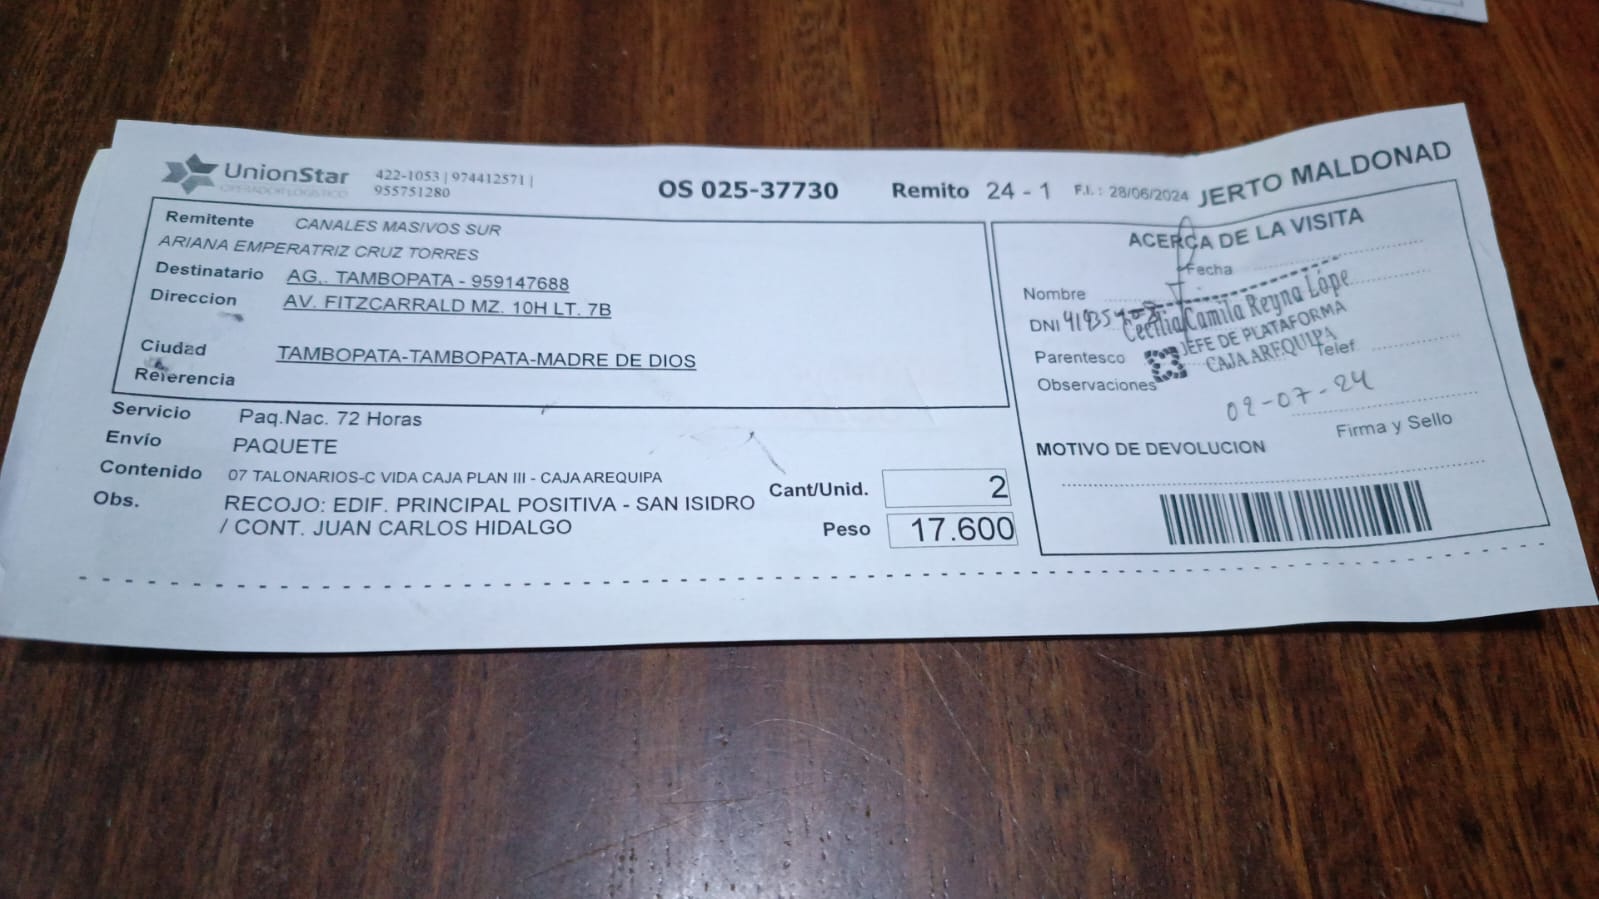 UnionStar
OPERADOR LOGISTICO
422-1053 | 974412571 |
955751280
OS 025-37730
Remito 24 - 1
F.I. : 28/06/2024
JERTO MALDONAD
Remitente CANALES MASIVOS SUR
ARIANA EMPERATRIZ CRUZ TORRES
Destinatario AG,. TAMBOPATA - 959147688
Direccion AV. FITZCARRALD MZ. 10H LT. 7B
Ciudad TAMBOPATA-TAMBOPATA-MADRE DE DIOS
Referencia
Servicio Paq.Nac. 72 Horas
Envío PAQUETE
Contenido 07 TALONARIOS-C VIDA CAJA PLAN III - CAJA AREQUIPA
Obs. RECOJO: EDIF. PRINCIPAL POSITIVA - SAN ISIDRO
/ CONT. JUAN CARLOS HIDALGO
Cant/Unid. 2
Peso 17.600
ACERCA DE LA VISITA
Fecha
Nombre
DNI
Cecilia Camila Reyna Lópe
JEFE DE PLATAFORMA
CAJA AREQUIPA
Parentesco
Telef
Observaciones
02-07-24
Firma y Sello
MOTIVO DE DEVOLUCION